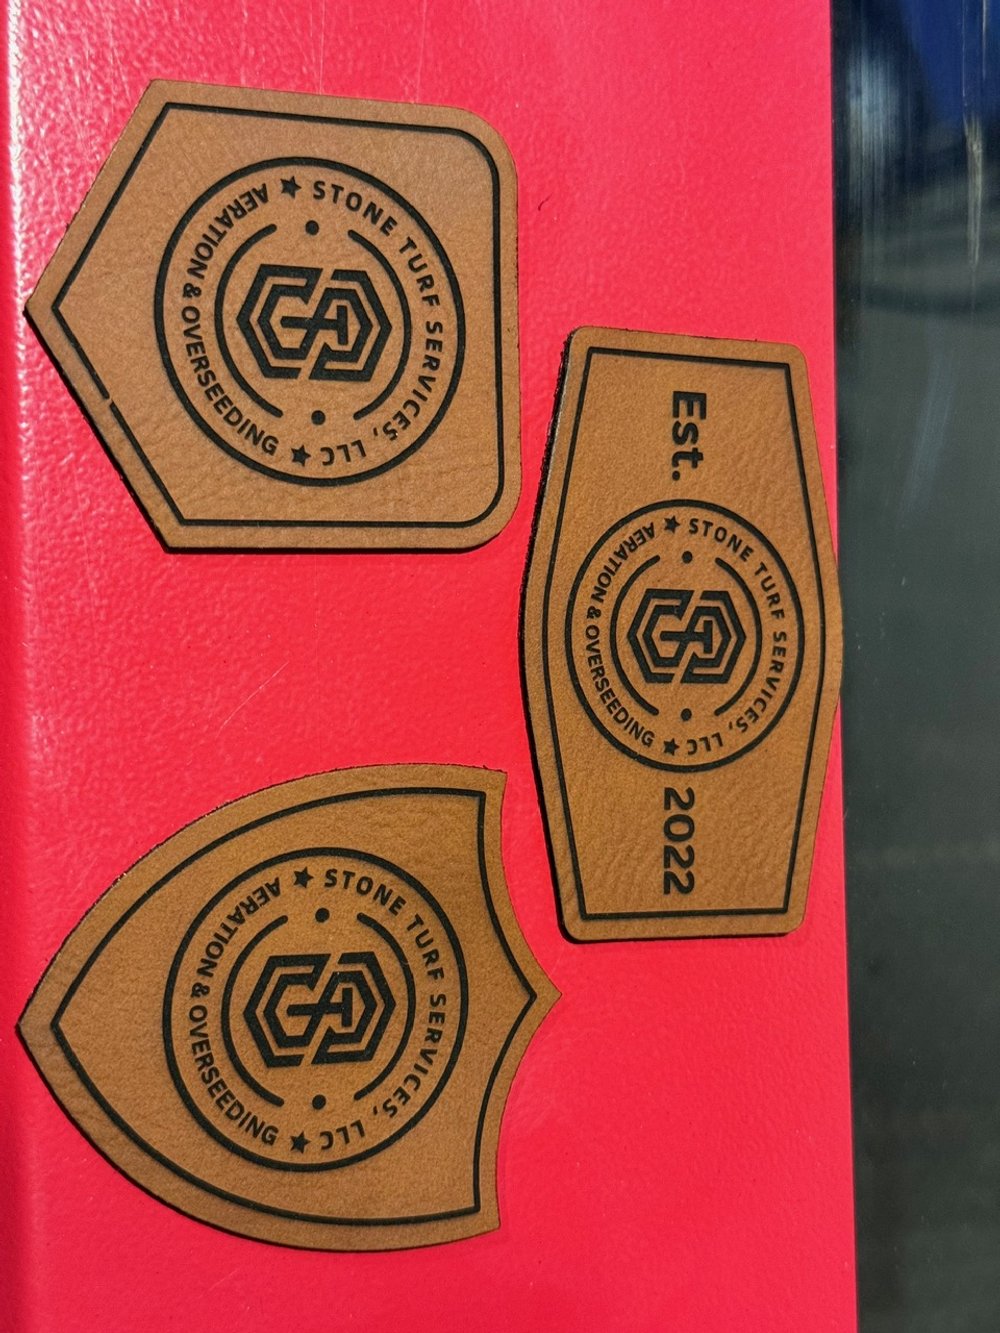 ★ STONE TURF SERVICES, LLC ★
AERATION & OVERSEEDING
Est.
★ STONE TURF SERVICES, LLC ★
AERATION & OVERSEEDING
2022
★ STONE TURF SERVICES, LLC ★
AERATION & OVERSEEDING